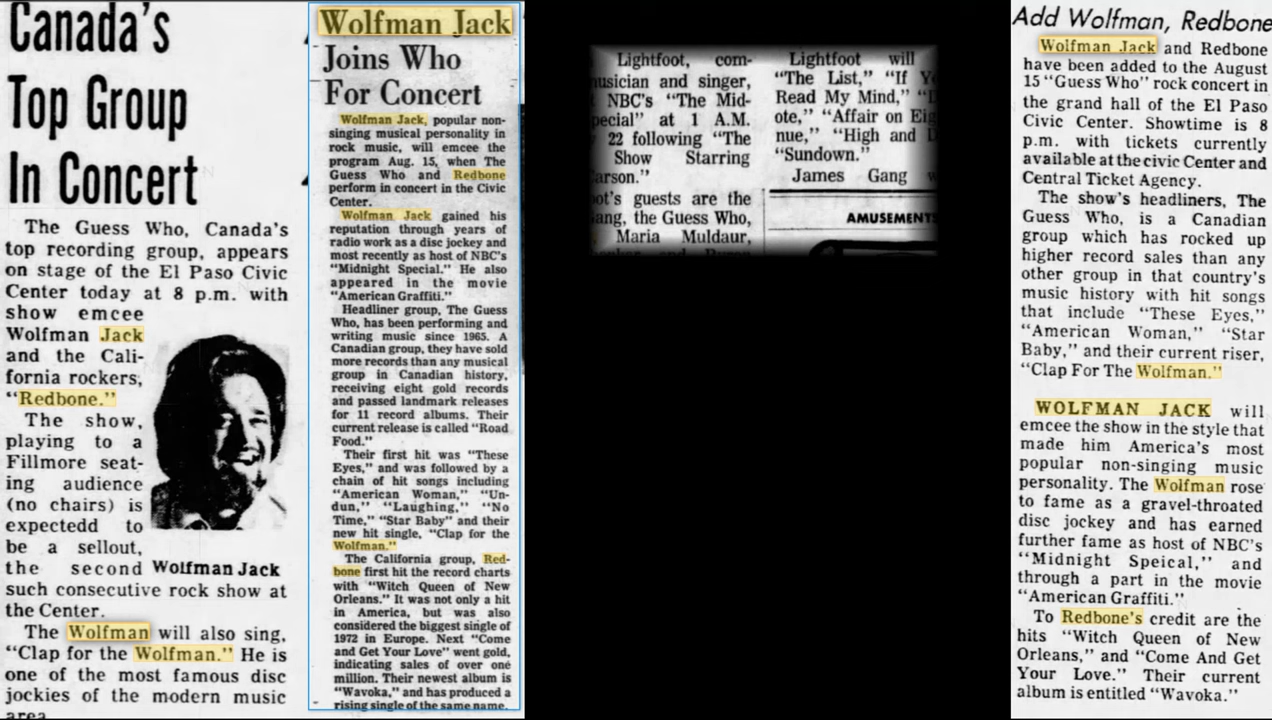 Canada's
Top Group
In Concert
The Guess Who, Canada's
top recording group, appears
on stage of the El Paso Civic
Center today at 8 p.m. with
show emcee
Wolfman Jack
and the Cali-
fornia rockers,
"Redbone."
The show,
playing to a
Fillmore seat-
ing audience
(no chairs) is
expectedd to
be a sellout,
the second
Wolfman Jack
such consecutive rock show at
the Center.
The Wolfman will also sing,
"Clap for the Wolfman." He is
one of the most famous disc
jockies of the modern music
area
Wolfman Jack
Joins Who
For Concert
Wolfman Jack, popular non-
singing musical personality in
rock music, will emcee the
program Aug. 15, when The
Guess Who and Redbone
perform in concert in the Civic
Center.
Wolfman Jack gained his
reputation through years of
radio work as a disc jockey and
most recently as host of NBC's
"Midnight Special." He also
appeared in the movie
"American Graffiti."
Headliner group, The Guess
Who, has been performing and
writing music since 1965. A
Canadian group, they have sold
more records than any musical
group in Canadian history,
receiving eight gold records
and passed landmark releases
for 11 record albums. Their
current release is called "Road
Food."
Their first hit was "These
Eyes," and was followed by a
chain of hit songs including
"American Woman," "Un-
dun," "Laughing," "No
Time," "Star Baby" and their
new hit single, "Clap for the
Wolfman."
The California group, Red-
bone first hit the record charts
with "Witch Queen of New
Orleans." It was not only a hit
in America, but was also
considered the biggest single of
1972 in Europe. Next "Come
and Get Your Love" went gold,
indicating sales of over one
million. Their newest album is
"Wavoka," and has produced a
rising single of the same name.
Lightfoot, com-
usician and singer,
NBC's "The Mid-
pecial" at 1 A.M.
22 following "The
Show Starring
arson."
ot's guests are the
ang, the Guess Who,
Maria Muldaur,
Lightfoot will
"The List," "If Y
Read My Mind," "
ote," "Affair on Eig
nue," "High and D
"Sundown."
James Gang w
AMUSEMENTS
Add Wolfman, Redbone
Wolfman Jack and Redbone
have been added to the August
15 "Guess Who" rock concert in
the grand hall of the El Paso
Civic Center. Showtime is 8
p.m. with tickets currently
available at the civic Center and
Central Ticket Agency.
The show's headliners, The
Guess Who, is a Canadian
group which has rocked up
higher record sales than any
other group in that country's
music history with hit songs
that include "These Eyes,"
"American Woman," "Star
Baby," and their current riser,
"Clap For The Wolfman."
WOLFMAN JACK will
emcee the show in the style that
made him America's most
popular non-singing music
personality. The Wolfman rose
to fame as a gravel-throated
disc jockey and has earned
further fame as host of NBC's
"Midnight Speical," and
through a part in the movie
"American Graffiti."
To Redbone's credit are the
hits "Witch Queen of New
Orleans," and "Come And Get
Your Love." Their current
album is entitled "Wavoka."